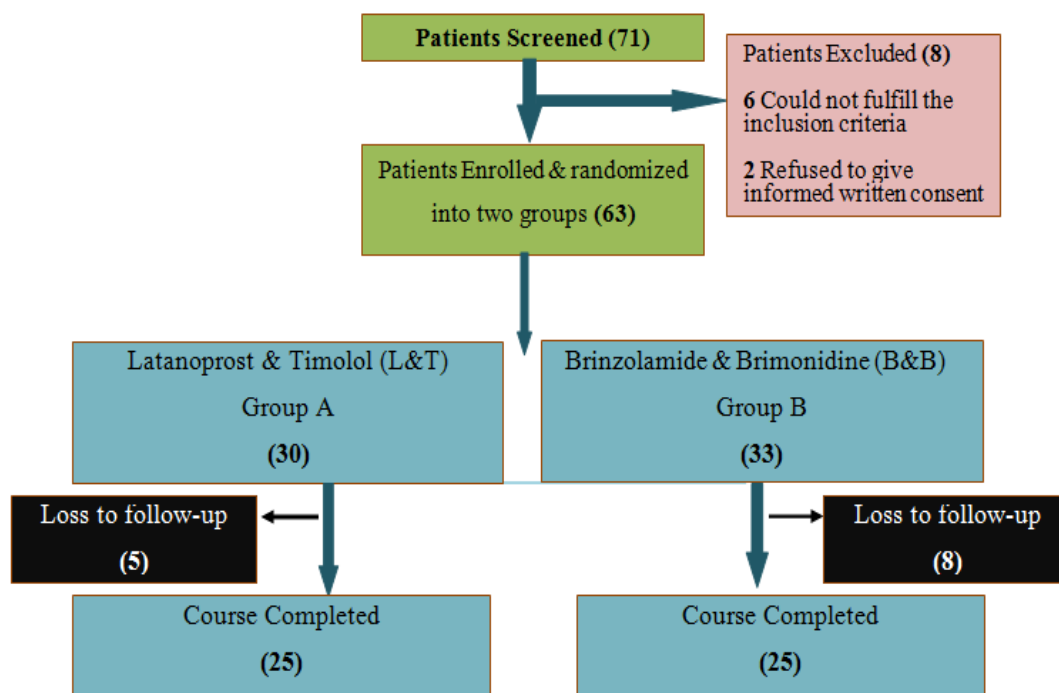 Patients Screened (71)
Patients Excluded (8)
6 Could not fulfill the
inclusion criteria
2 Refused to give
informed written consent
Patients Enrolled & randomized
into two groups (63)
Latanoprost & Timolol (L&T)
Group A
(30)
Brinzolamide & Brimonidine (B&B)
Group B
(33)
Loss to follow-up
(5)
Loss to follow-up
(8)
Course Completed
(25)
Course Completed
(25)